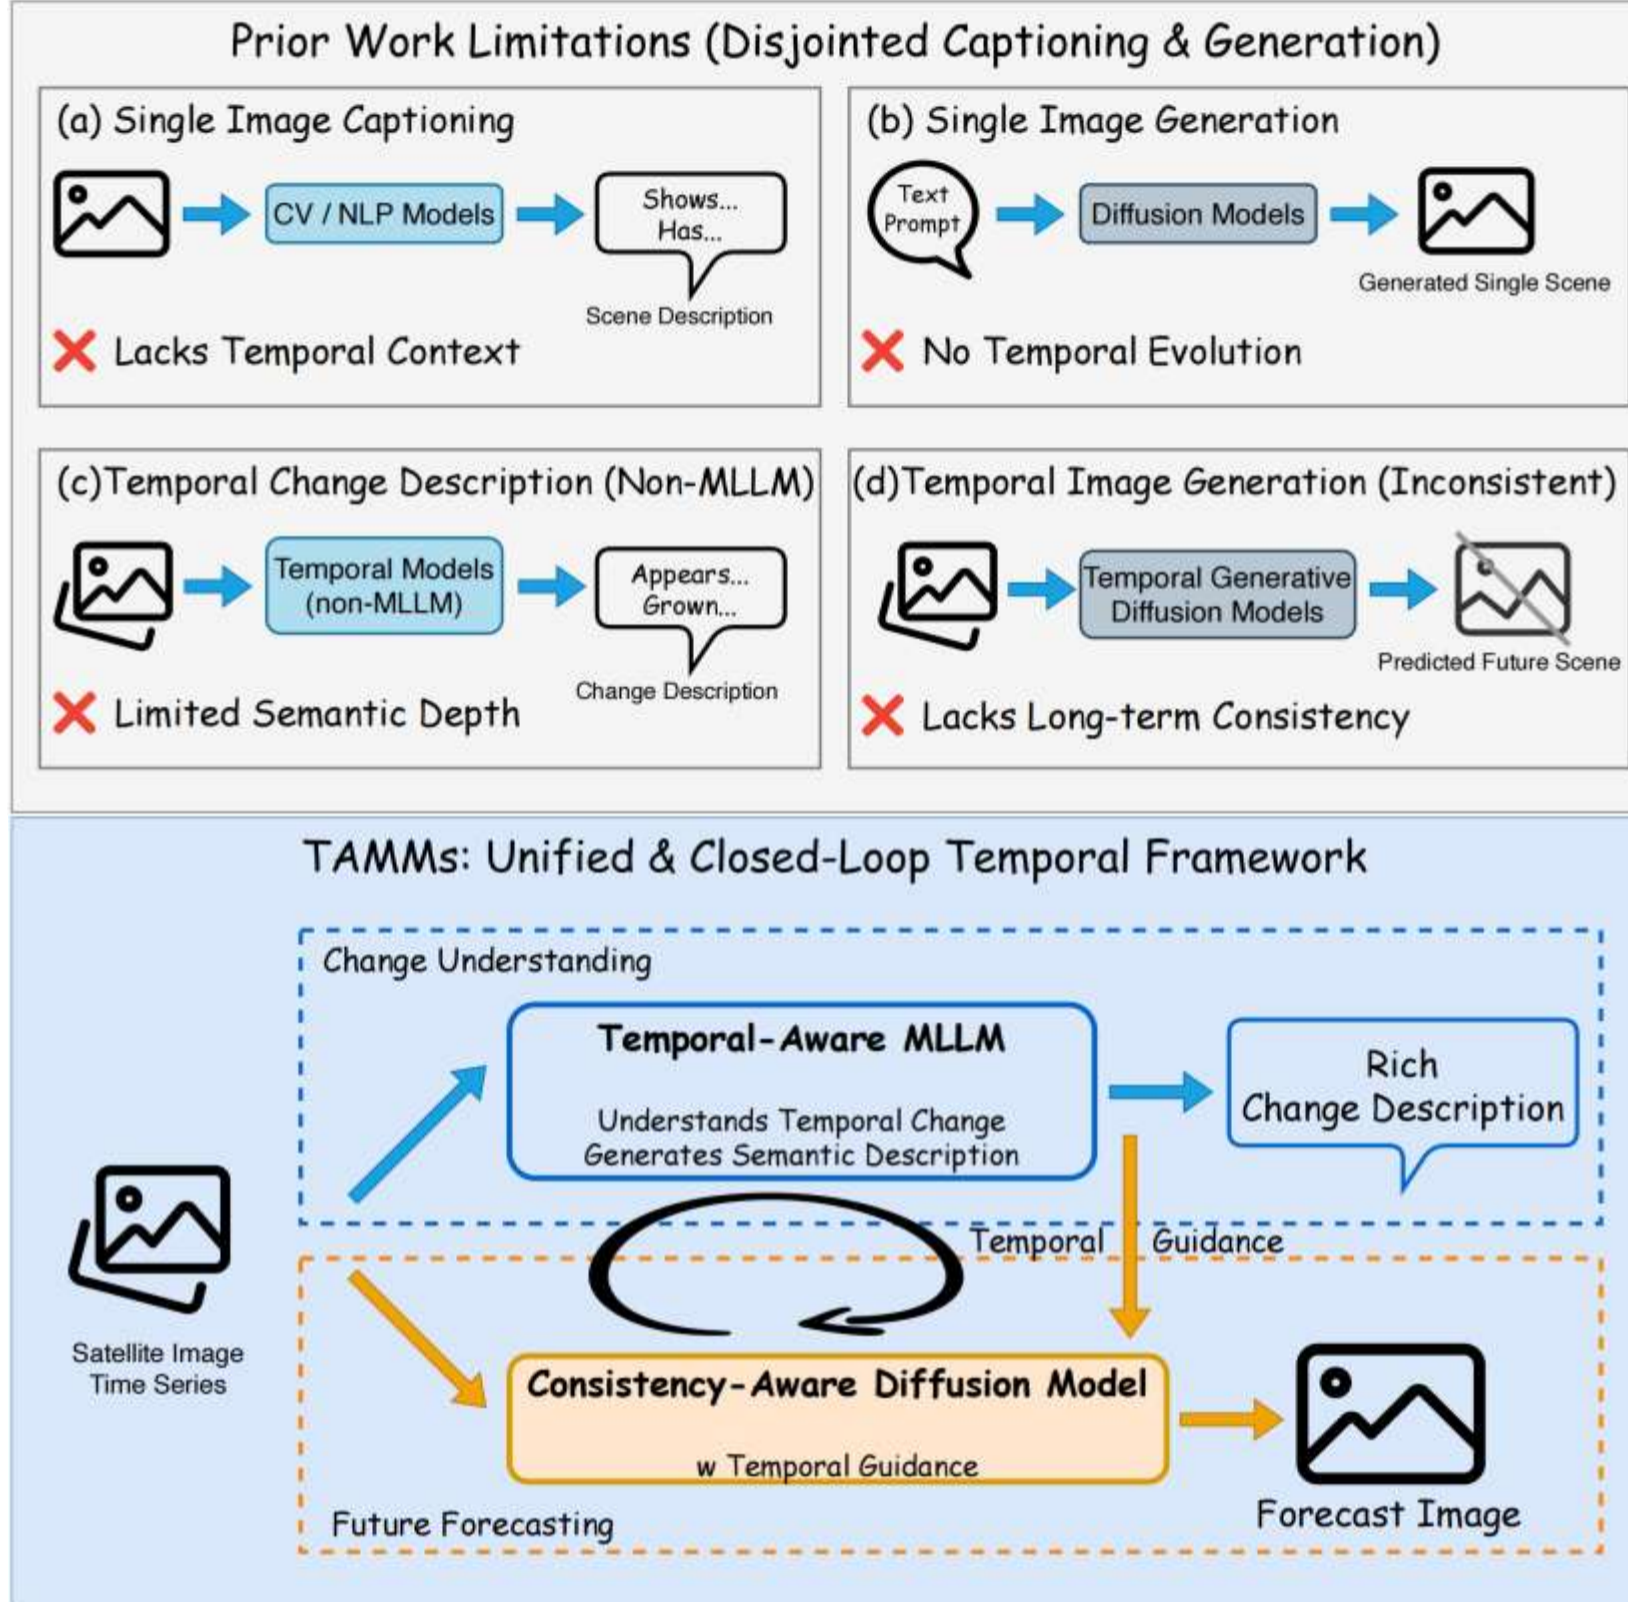 Prior Work Limitations (Disjointed Captioning & Generation)
(a) Single Image Captioning
CV / NLP Models
Shows...
Has...
Scene Description
Lacks Temporal Context
(b) Single Image Generation
Text
Prompt
Diffusion Models
Generated Single Scene
No Temporal Evolution
(c)Temporal Change Description (Non-MLLM)
Temporal Models
(non-MLLM)
Appears...
Grown...
Change Description
Limited Semantic Depth
(d)Temporal Image Generation (Inconsistent)
Temporal Generative
Diffusion Models
Predicted Future Scene
Lacks Long-term Consistency
TAMMs: Unified & Closed-Loop Temporal Framework
Change Understanding
Temporal-Aware MLLM
Understands Temporal Change
Generates Semantic Description
Rich
Change Description
Temporal Guidance
Satellite Image
Time Series
Consistency-Aware Diffusion Model
w Temporal Guidance
Forecast Image
Future Forecasting